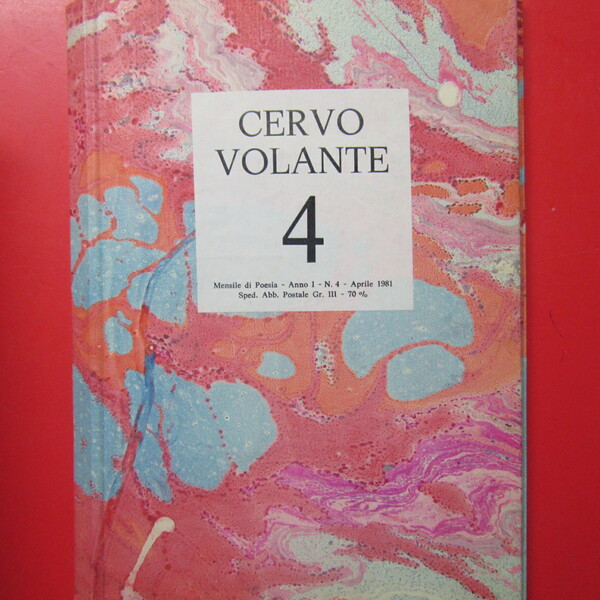 CERVO
VOLANTE
4
Mensile di Poesia - Anno I - N. 4 - Aprile 1981
Sped. Abb. Postale Gr. III - 70 %